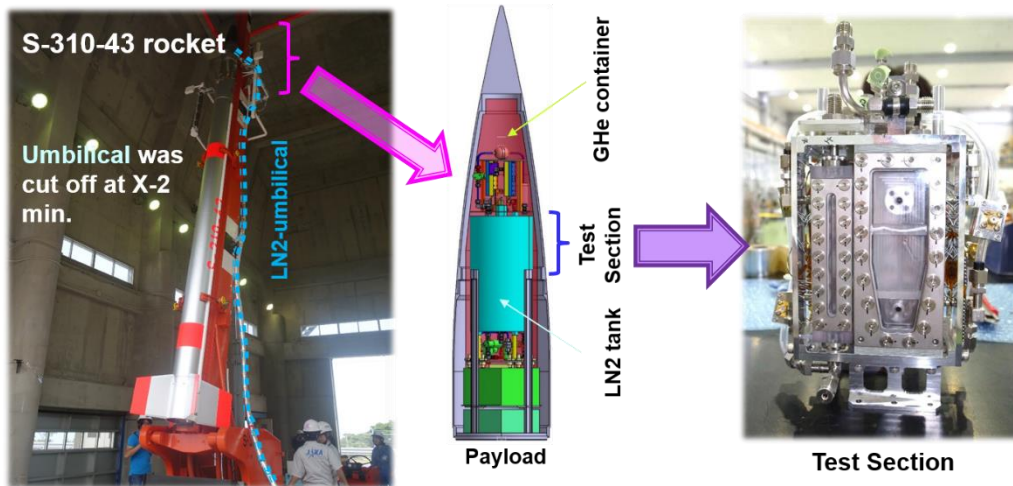 S-310-43 rocket
Umbilical was
cut off at X-2
min.
LN2-umbilical
JAXA
GHe container
Test
Section
LN2 tank
Payload
Test Section